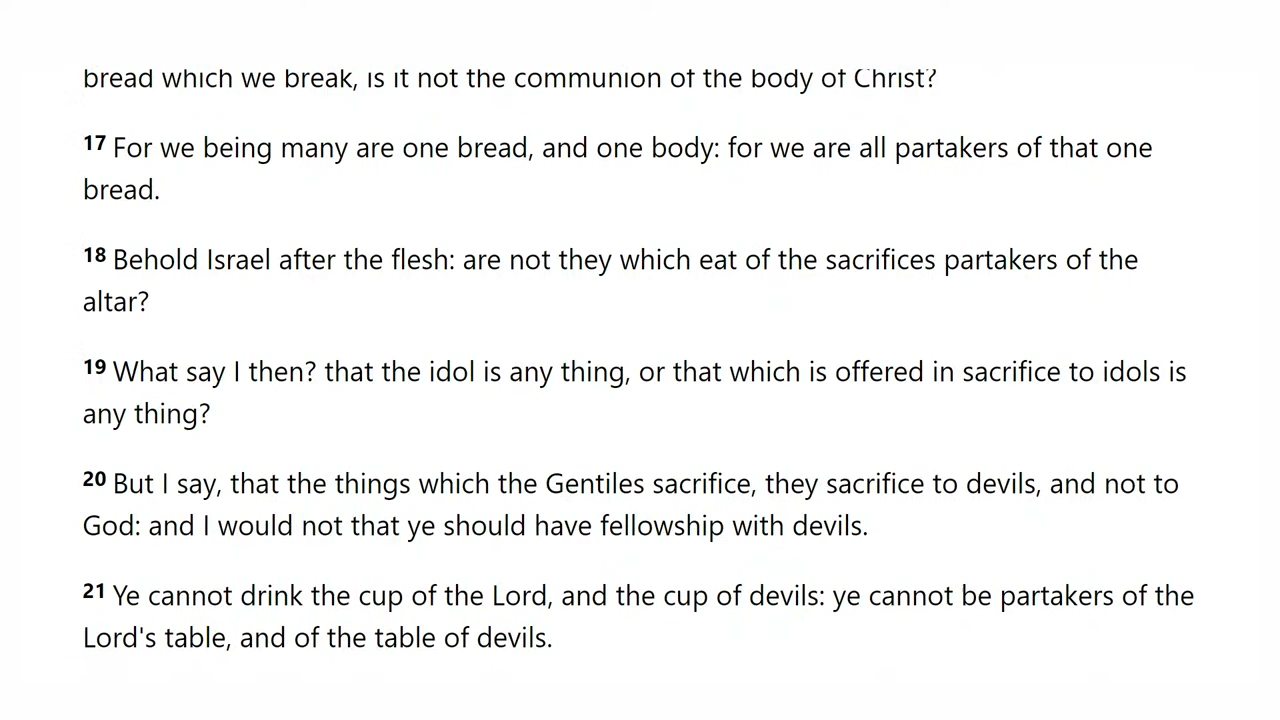 bread which we break, is it not the communion of the body of Christ?
17 For we being many are one bread, and one body: for we are all partakers of that one
bread.
18 Behold Israel after the flesh: are not they which eat of the sacrifices partakers of the
altar?
19 What say I then? that the idol is any thing, or that which is offered in sacrifice to idols is
any thing?
20 But I say, that the things which the Gentiles sacrifice, they sacrifice to devils, and not to
God: and I would not that ye should have fellowship with devils.
21 Ye cannot drink the cup of the Lord, and the cup of devils: ye cannot be partakers of the
Lord's table, and of the table of devils.